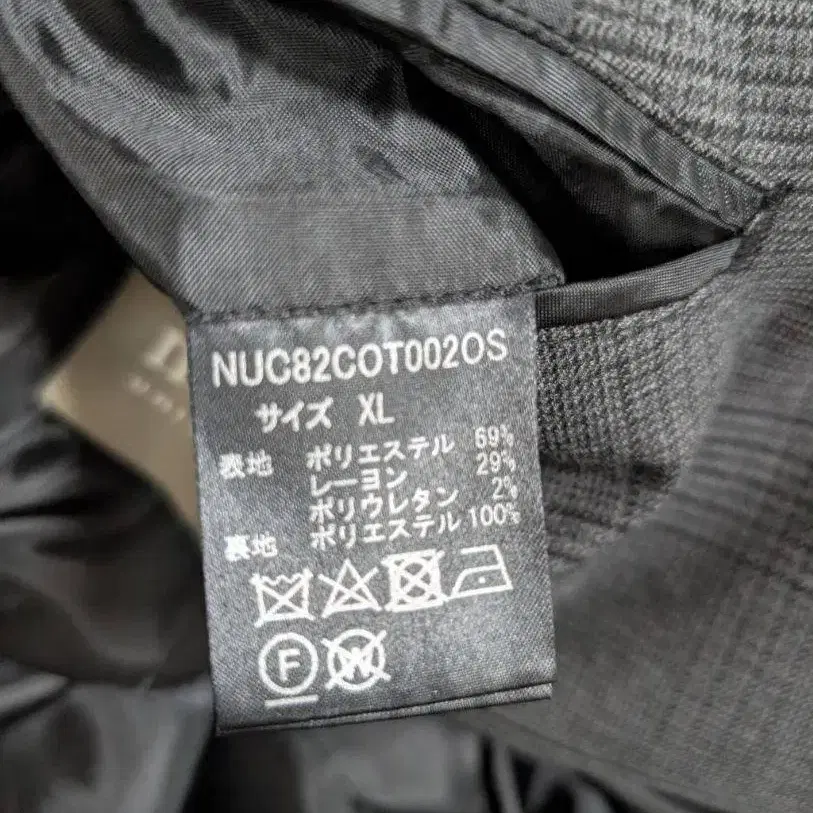 NUC82COT002OS
サイズ XL
表地 ポリエステル 69%
レーヨン 29%
ポリウレタン 2%
裏地 ポリエステル 100%
F
W